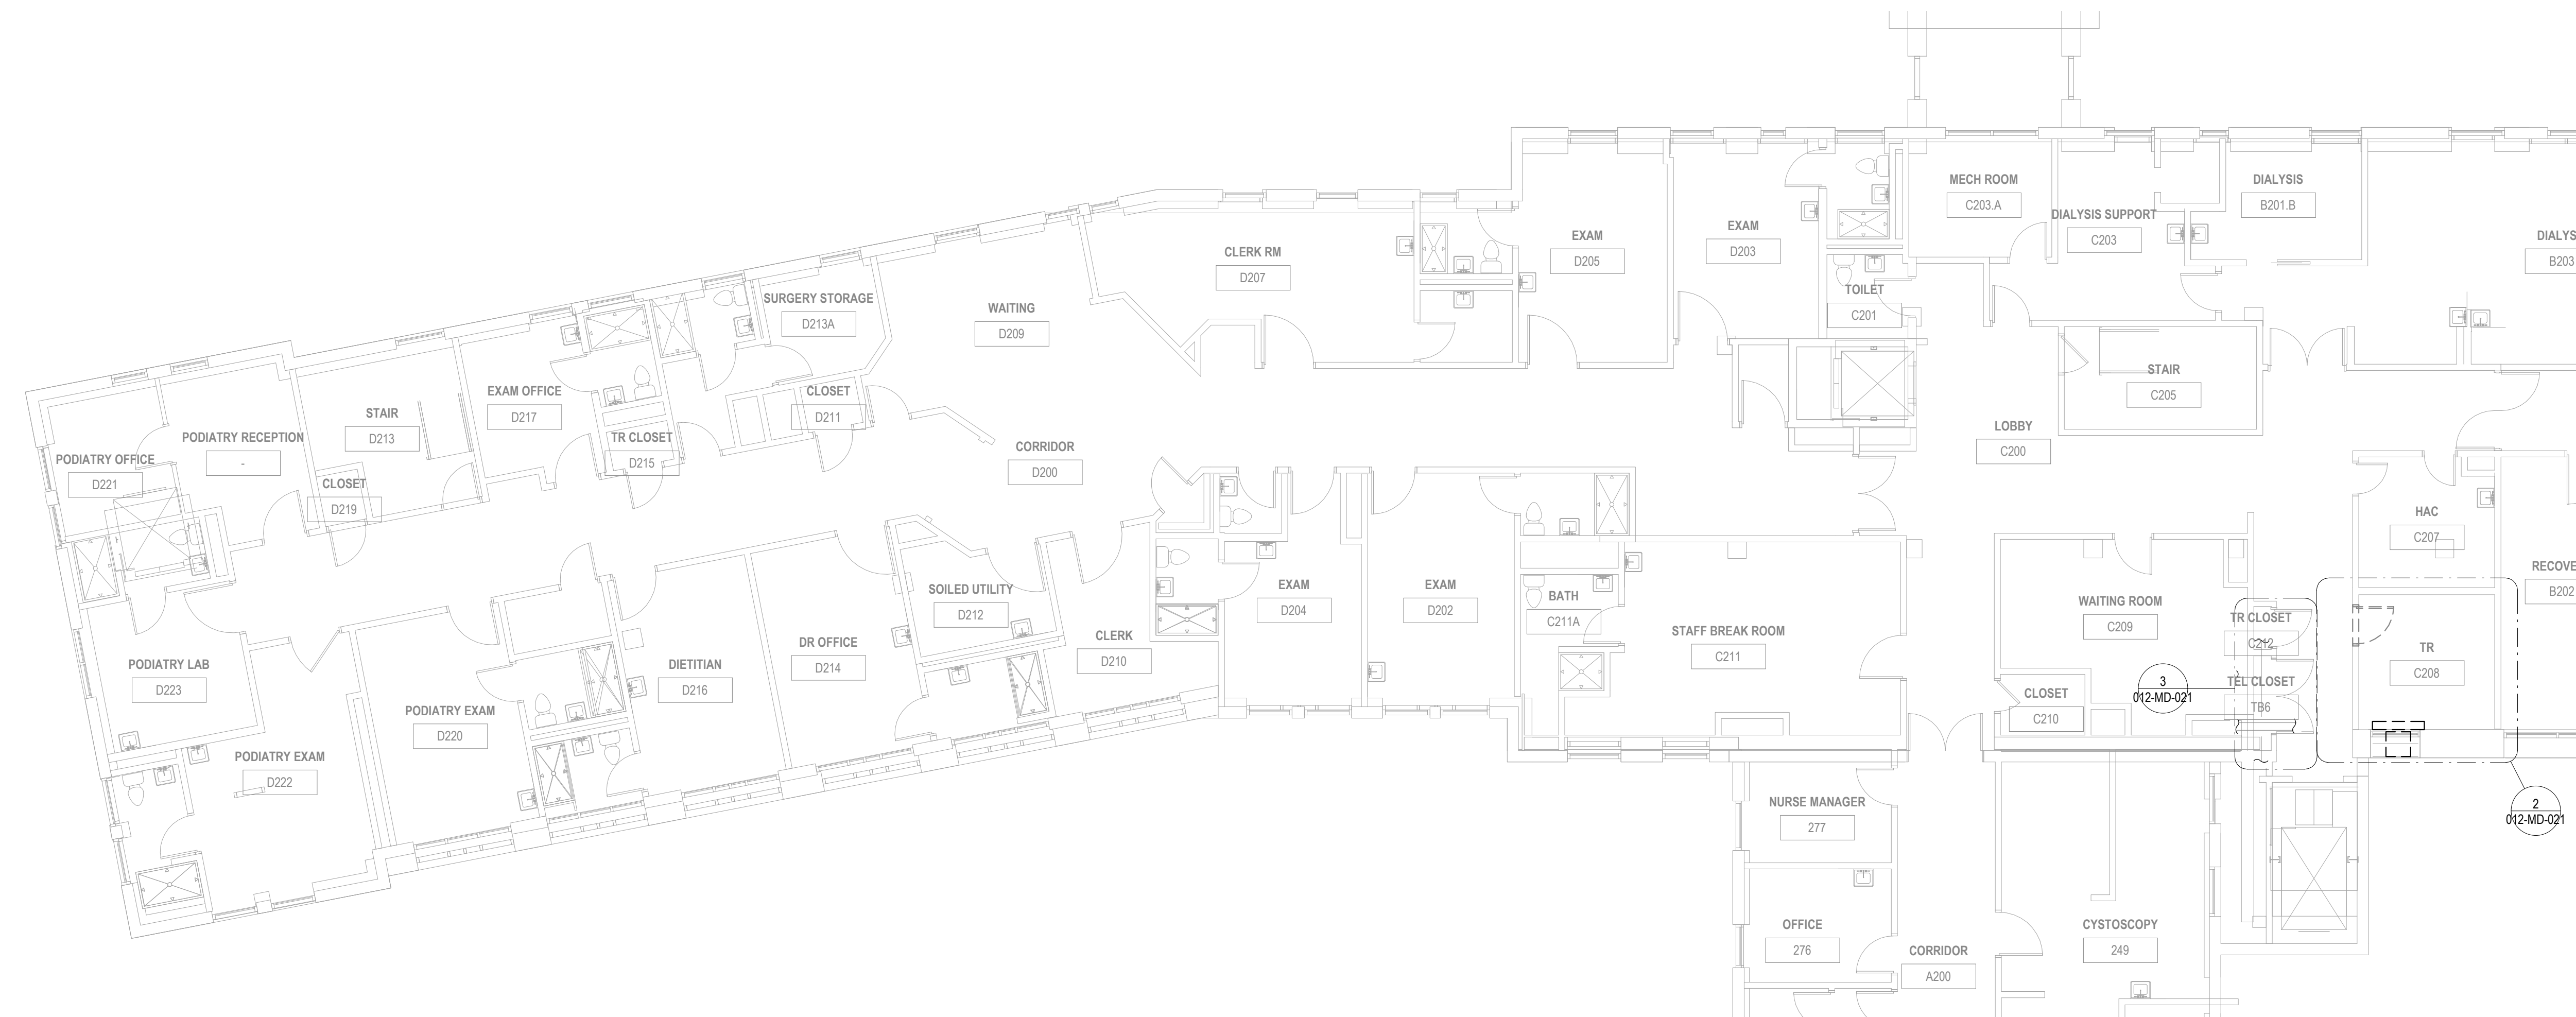 MECH ROOM
C203.A
DIALYSIS
B201.B
DIALYSIS SUPPORT
C203
DIALYS
B203
EXAM
D203
EXAM
D205
CLERK RM
D207
TOILET
C201
SURGERY STORAGE
D213A
WAITING
D209
STAIR
C205
EXAM OFFICE
D217
CLOSET
D211
STAIR
D213
LOBBY
C200
PODIATRY RECEPTION
-
TR CLOSET
D215
CORRIDOR
D200
PODIATRY OFFICE
D221
CLOSET
D219
HAC
C207
RECOVE
B202
SOILED UTILITY
D212
EXAM
D204
EXAM
D202
BATH
C211A
WAITING ROOM
C209
TR CLOSET
C212
STAFF BREAK ROOM
C211
CLERK
D210
DR OFFICE
D214
TR
C208
PODIATRY LAB
D223
DIETITIAN
D216
3
012-MD-021
TEL CLOSET
TB6
CLOSET
C210
PODIATRY EXAM
D220
PODIATRY EXAM
D222
NURSE MANAGER
277
2
012-MD-021
OFFICE
276
CYSTOSCOPY
249
CORRIDOR
A200